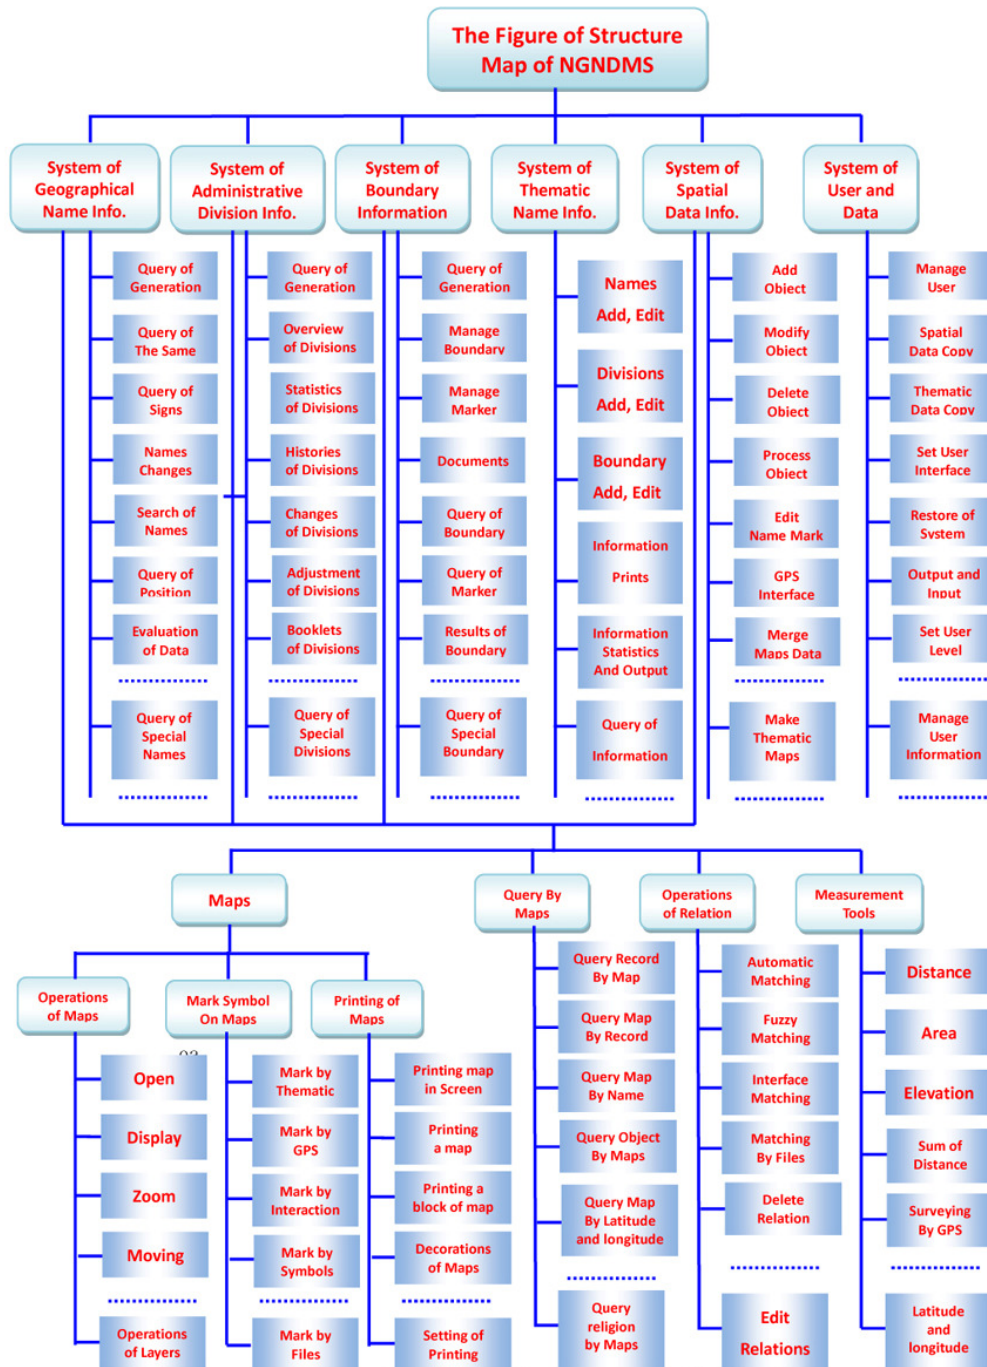 The Figure of Structure
Map of NGNDMS
System of
Geographical
Name Info.
System of
Administrative
Division Info.
System of
Boundary
Information
System of
Thematic
Name Info.
System of
Spatial
Data Info.
System of
User and
Data
Query of
Generation
Query of
The Same
Query of
Signs
Names
Changes
Search of
Names
Query of
Position
Evaluation
of Data
Query of
Special
Names
Query of
Generation
Overview
of Divisions
Statistics
of Divisions
Histories
of Divisions
Changes
of Divisions
Adjustment
of Divisions
Booklets
of Divisions
Query of
Special
Divisions
Query of
Generation
Manage
Boundary
Manage
Marker
Documents
Query of
Boundary
Query of
Marker
Results of
Boundary
Query of
Special
Boundary
Names
Add, Edit
Divisions
Add, Edit
Boundary
Add, Edit
Information
Prints
Information
Statistics
And Output
Query of
Information
Add
Object
Modify
Object
Delete
Object
Process
Object
Edit
Name Mark
GPS
Interface
Merge
Maps Data
Make
Thematic
Maps
Manage
User
Spatial
Data Copy
Thematic
Data Copy
Set User
Interface
Restore of
System
Output and
Input
Set User
Level
Manage
User
Information
Maps
Query By
Maps
Operations
of Relation
Measurement
Tools
Operations
of Maps
Mark Symbol
On Maps
Printing of
Maps
Open
Display
Zoom
Moving
Operations
of Layers
Mark by
Thematic
Mark by
GPS
Mark by
Interaction
Mark by
Symbols
Mark by
Files
Printing map
in Screen
Printing
a map
Printing a
block of map
Decorations
of Maps
Setting of
Printing
Query Record
By Map
Query Map
By Record
Query Map
By Name
Query Object
By Maps
Query Map
By Latitude
and longitude
Query
religion
by Maps
Automatic
Matching
Fuzzy
Matching
Interface
Matching
Matching
By Files
Delete
Relation
Edit
Relations
Distance
Area
Elevation
Sum of
Distance
Surveying
By GPS
Latitude
and
longitude